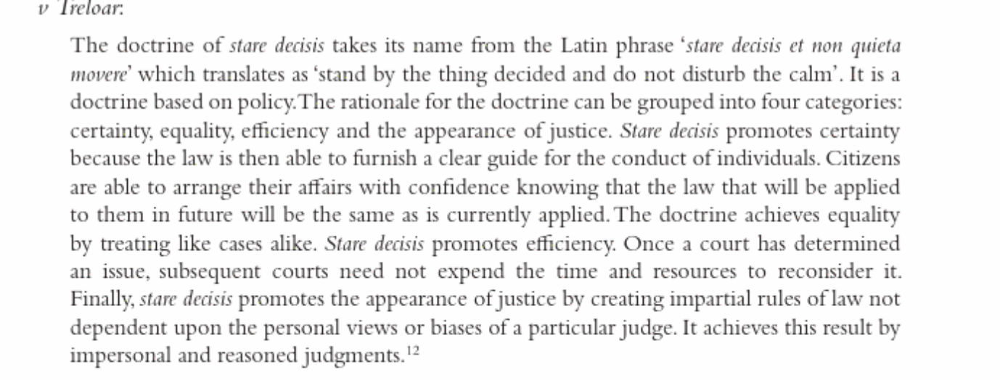 v Treloar:
The doctrine of stare decisis takes its name from the Latin phrase ‘stare decisis et non quieta
movere’ which translates as ‘stand by the thing decided and do not disturb the calm’. It is a
doctrine based on policy.The rationale for the doctrine can be grouped into four categories:
certainty, equality, efficiency and the appearance of justice. Stare decisis promotes certainty
because the law is then able to furnish a clear guide for the conduct of individuals. Citizens
are able to arrange their affairs with confidence knowing that the law that will be applied
to them in future will be the same as is currently applied. The doctrine achieves equality
by treating like cases alike. Stare decisis promotes efficiency. Once a court has determined
an issue, subsequent courts need not expend the time and resources to reconsider it.
Finally, stare decisis promotes the appearance of justice by creating impartial rules of law not
dependent upon the personal views or biases of a particular judge. It achieves this result by
impersonal and reasoned judgments.12